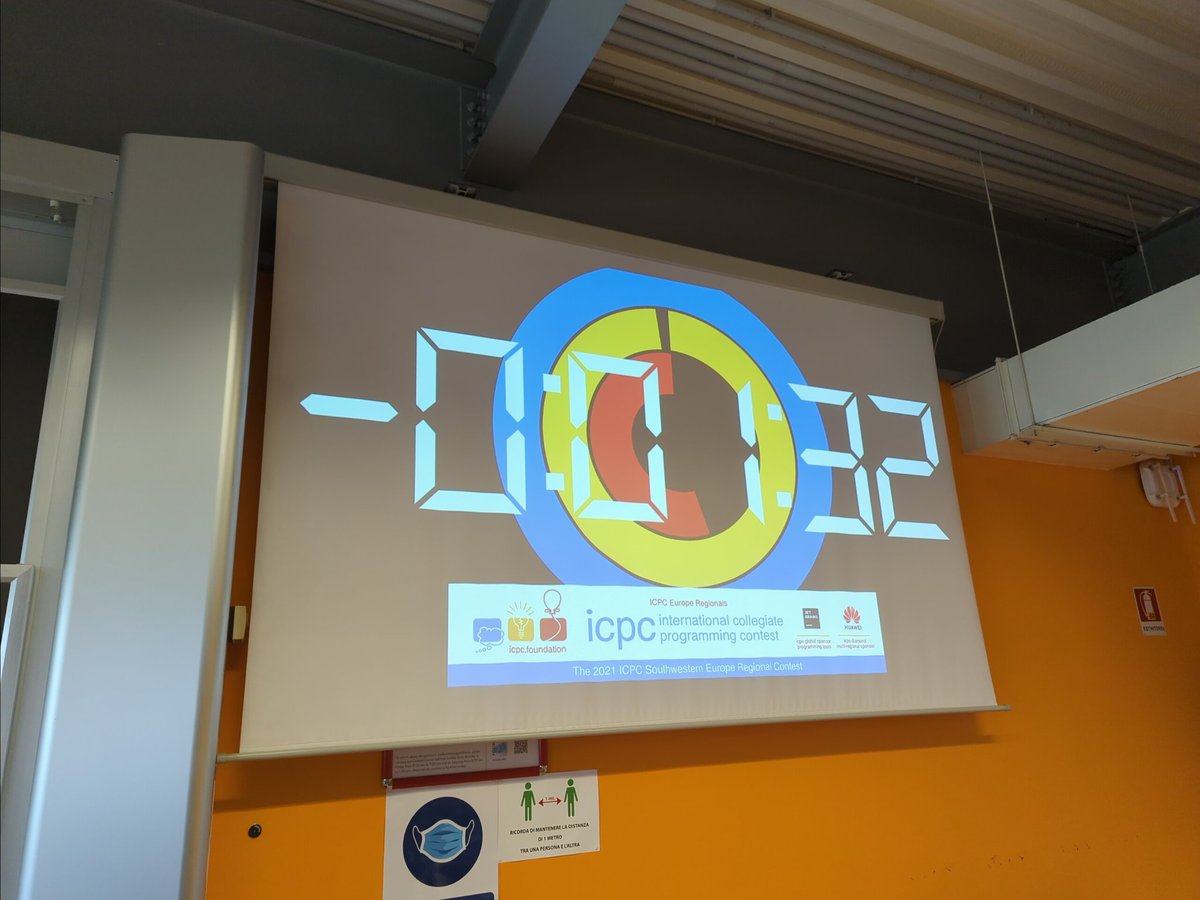 -0:01:32
ICPC Europe Regionals
icpc.foundation
icpc international collegiate
programming contest
JET
BRAINS
icpc global sponsor
programming tools
HUAWEI
icpc diamond
multi-regional sponsor
The 2021 ICPC Southwestern Europe Regional Contest
1 mt.
RICORDA DI MANTENERE LA DISTANZA
DI 1 METRO
TRA UNA PERSONA E L'ALTRA
ESTINTORE